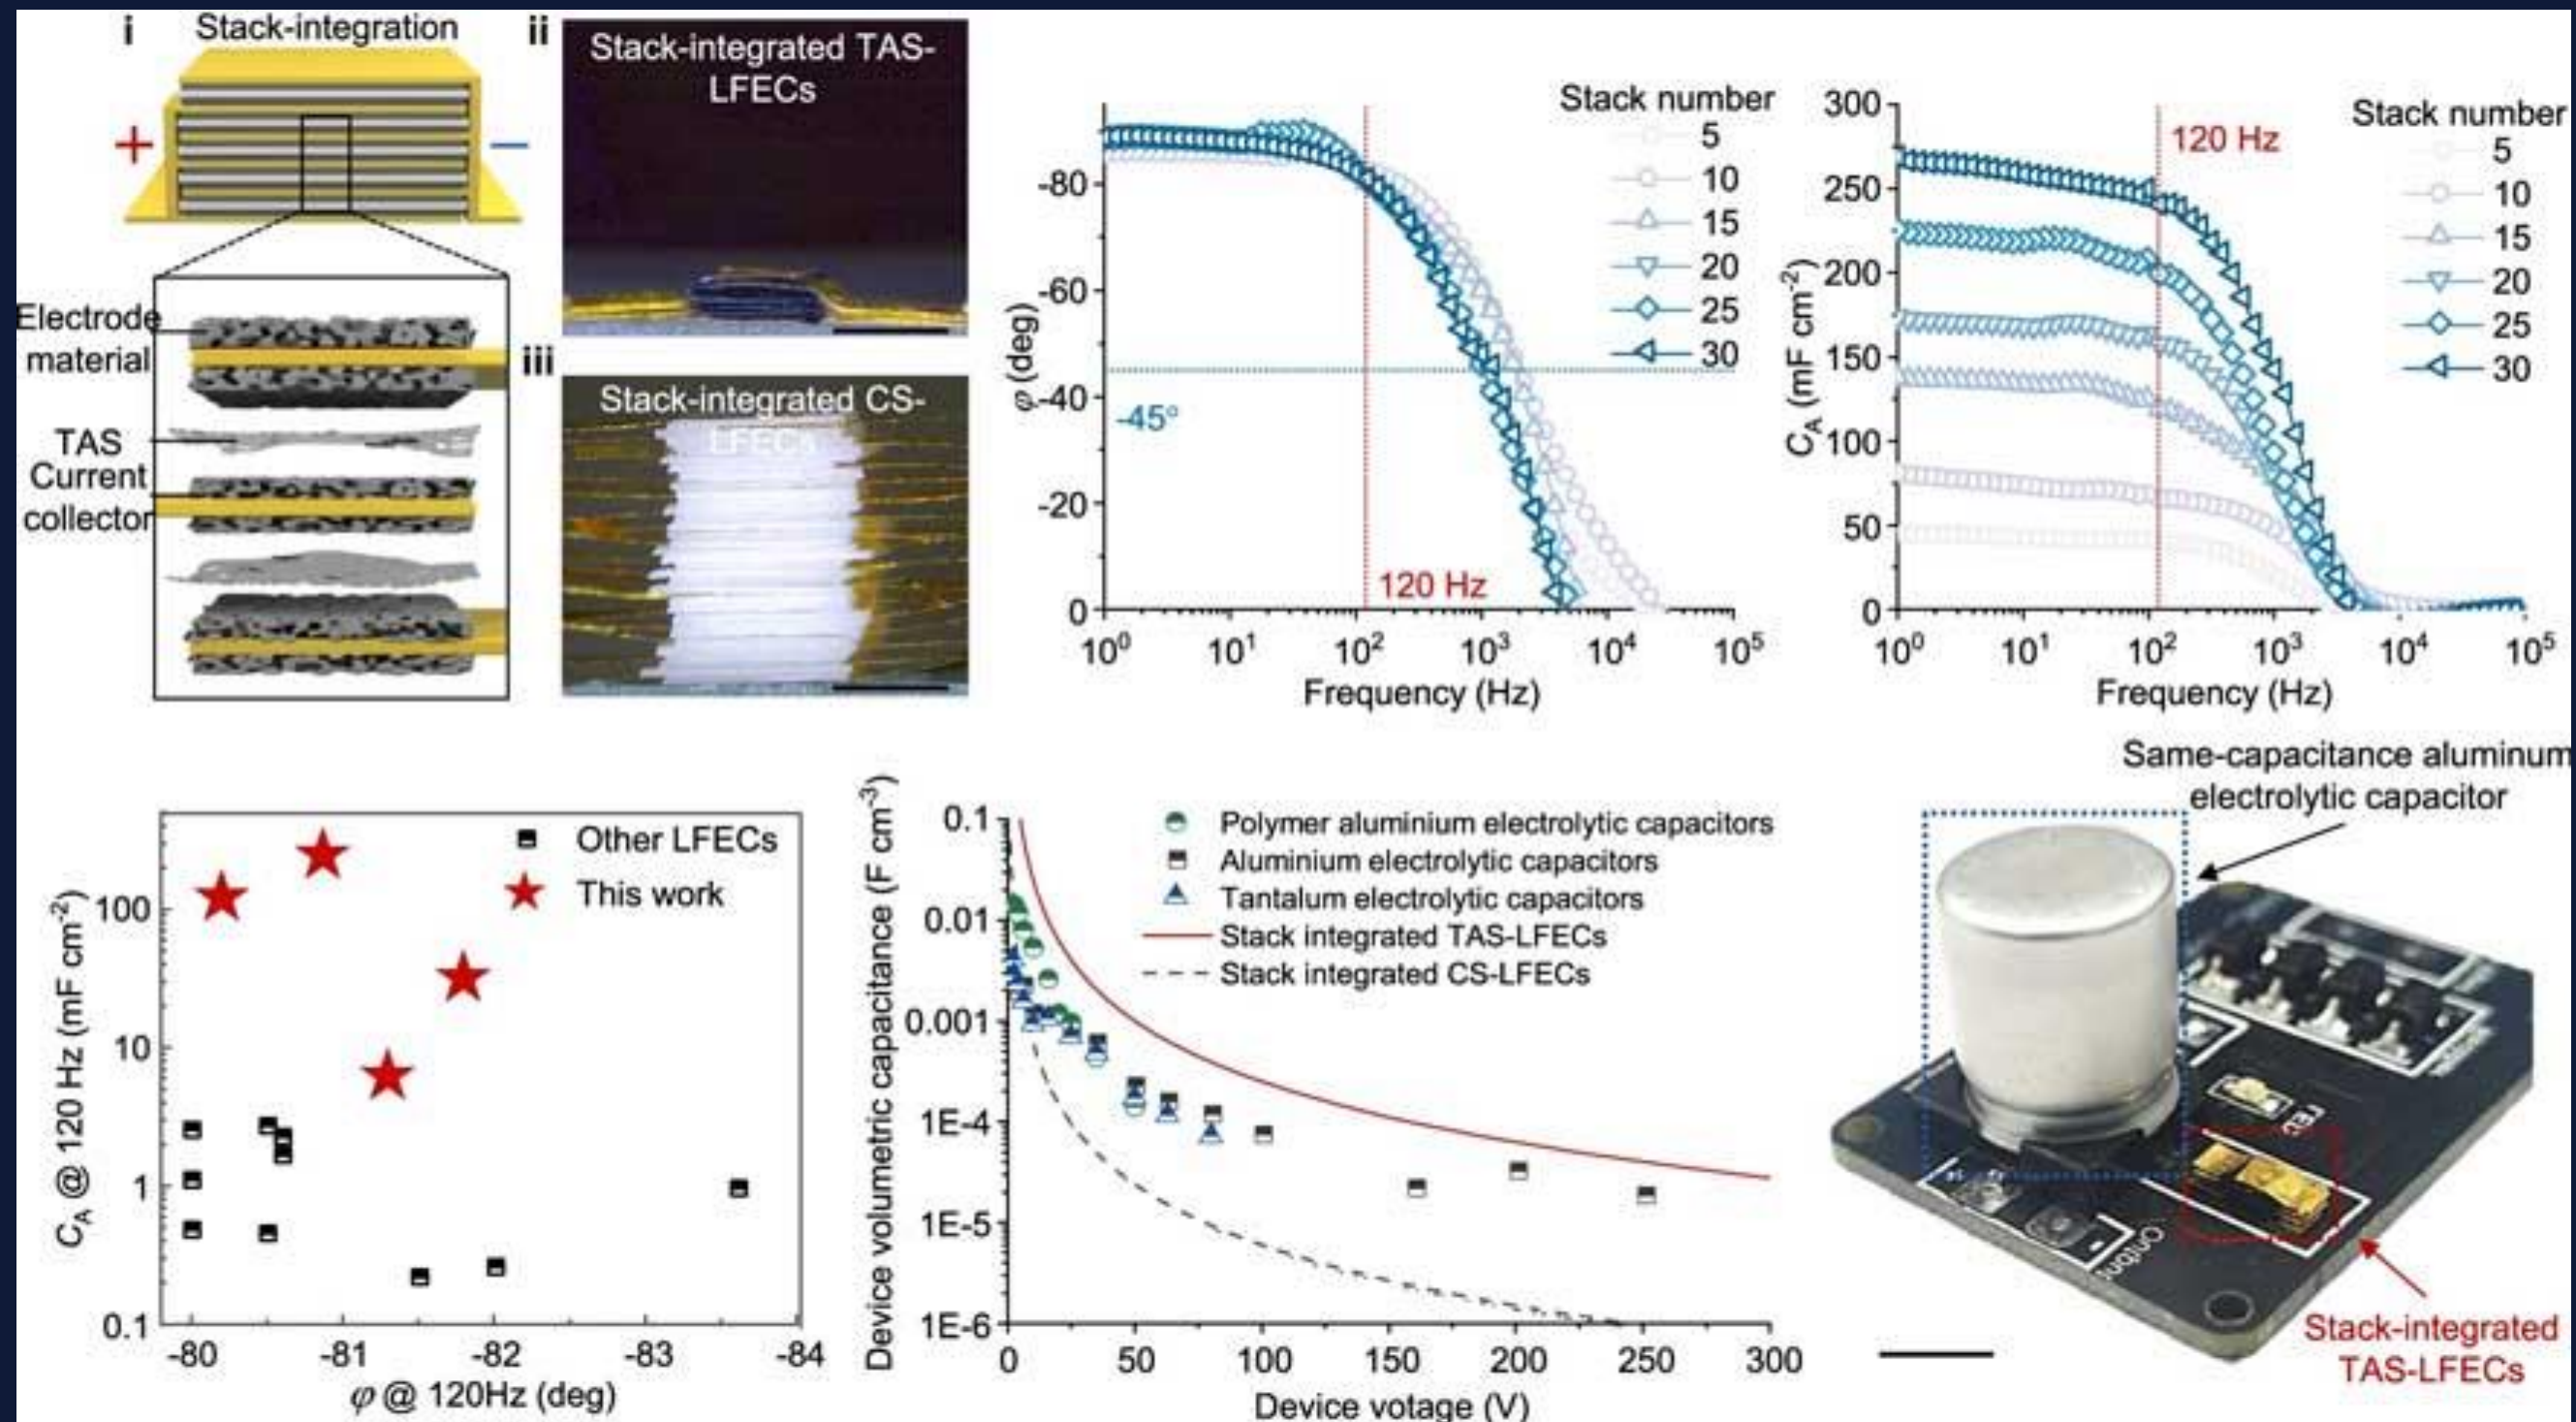 i
Stack-integration
+
−
Electrode
material
TAS
Current
collector
ii
Stack-integrated TAS-
LFECs
iii
Stack-integrated CS-
LFECs
φ (deg)
-80
-60
-40
-20
0
-45°
120 Hz
10⁰ 10¹ 10² 10³ 10⁴ 10⁵
Frequency (Hz)
Stack number
5
10
15
20
25
30
C_A (mF cm⁻²)
300
250
200
150
100
50
0
120 Hz
10⁰ 10¹ 10² 10³ 10⁴ 10⁵
Frequency (Hz)
Stack number
5
10
15
20
25
30
C_A @ 120 Hz (mF cm⁻²)
100
10
1
0.1
Other LFECs
This work
-80 -81 -82 -83 -84
φ @ 120Hz (deg)
Device volumetric capacitance (F cm⁻³)
0.1
0.01
0.001
1E-4
1E-5
1E-6
Polymer aluminium electrolytic capacitors
Aluminium electrolytic capacitors
Tantalum electrolytic capacitors
Stack integrated TAS-LFECs
Stack integrated CS-LFECs
0 50 100 150 200 250 300
Device votage (V)
Same-capacitance aluminum
electrolytic capacitor
Output
Stack-integrated
TAS-LFECs